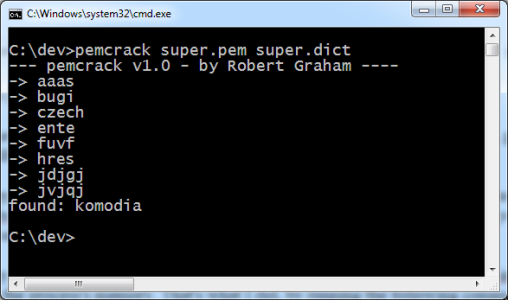 C:\Windows\system32\cmd.exe
C:\dev>pemcrack super.pem super.dict
--- pemcrack v1.0 - by Robert Graham ----
-> aaas
-> bugi
-> czech
-> ente
-> fuvf
-> hres
-> jdjgj
-> jvjqj
found: komodia
C:\dev>